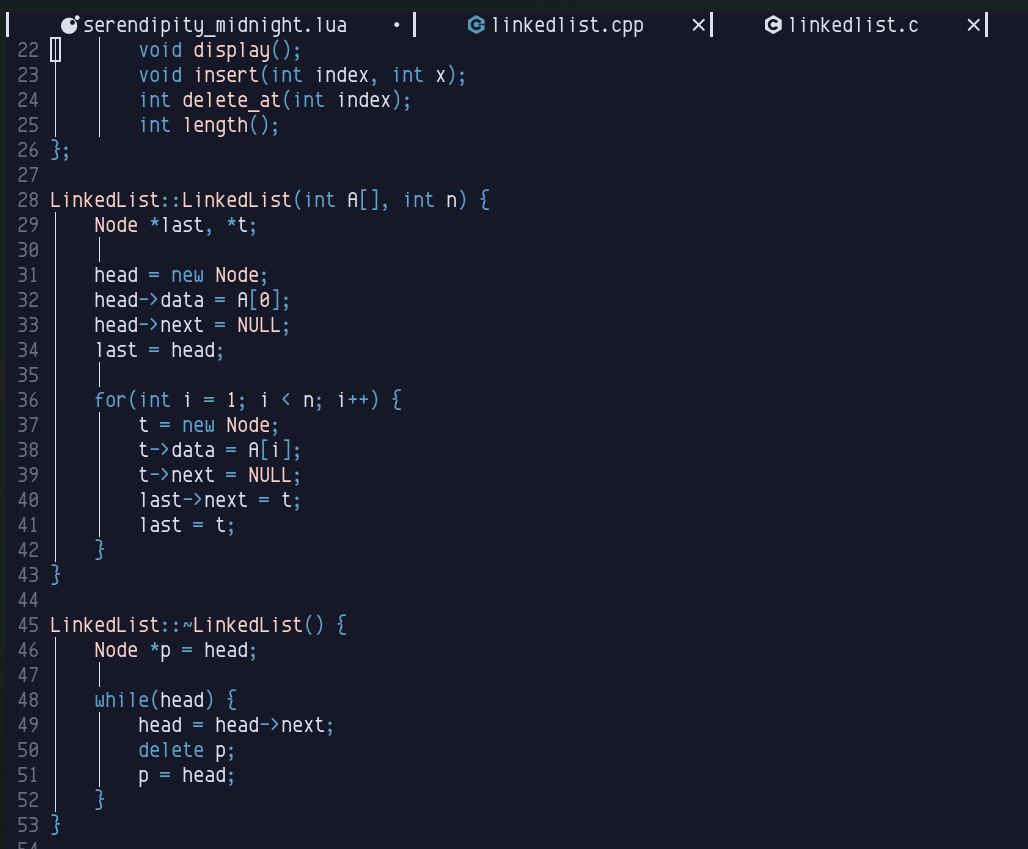 serendipity_midnight.lua • linkedlist.cpp × linkedlist.c ×
22         void display();
23         void insert(int index, int x);
24         int delete_at(int index);
25         int length();
26 };
27
28 LinkedList::LinkedList(int A[], int n) {
29     Node *last, *t;
30
31     head = new Node;
32     head->data = A[0];
33     head->next = NULL;
34     last = head;
35
36     for(int i = 1; i < n; i++) {
37         t = new Node;
38         t->data = A[i];
39         t->next = NULL;
40         last->next = t;
41         last = t;
42     }
43 }
44
45 LinkedList::~LinkedList() {
46     Node *p = head;
47
48     while(head) {
49         head = head->next;
50         delete p;
51         p = head;
52     }
53 }
54